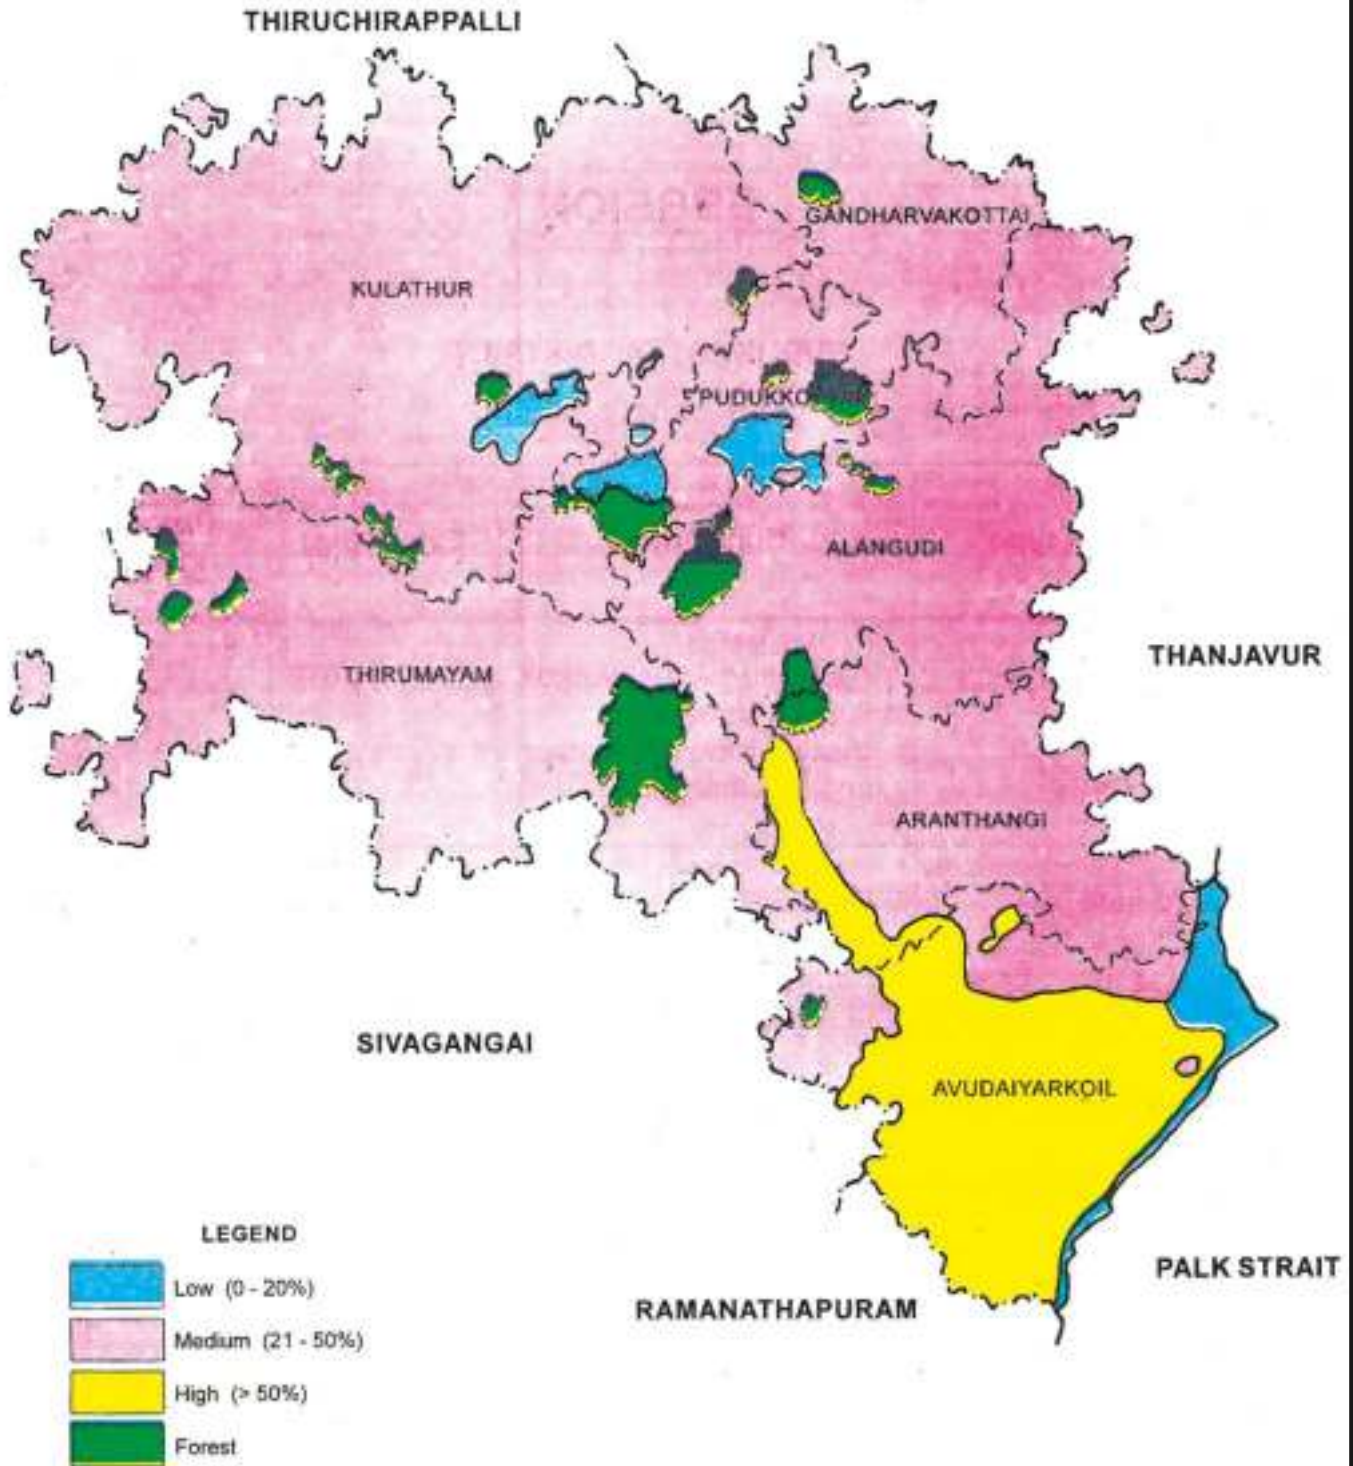 THIRUCHIRAPPALLI
GANDHARVAKOTTAI
KULATHUR
ALANGUDI
THANJAVUR
THIRUMAYAM
ARANTHANGI
SIVAGANGAI
AVUDAIYARKOIL
LEGEND
PALK STRAIT
Low (0 - 20%)
RAMANATHAPURAM
Medium (21 - 50%)
High (> 50%)
Forest